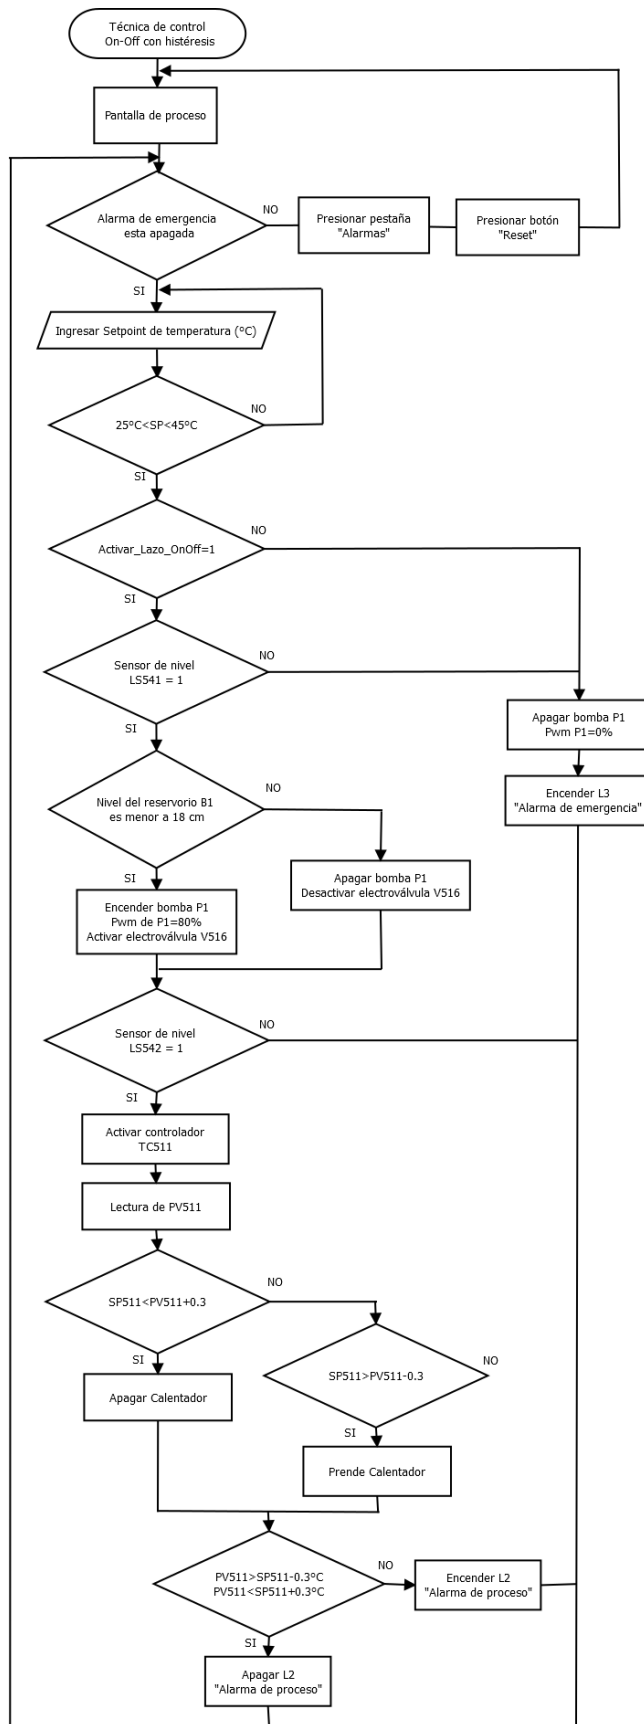 Técnica de control
On-Off con histéresis
Pantalla de proceso
Alarma de emergencia
esta apagada
NO
Presionar pestaña
"Alarmas"
Presionar botón
"Reset"
SI
Ingresar Setpoint de temperatura (ºC)
25ºC<SP<45ºC
NO
SI
Activar_Lazo_OnOff=1
NO
SI
Sensor de nivel
LS541 = 1
NO
SI
Apagar bomba P1
Pwm P1=0%
Encender L3
"Alarma de emergencia"
Nivel del reservorio B1
es menor a 18 cm
NO
SI
Apagar bomba P1
Desactivar electroválvula V516
Encender bomba P1
Pwm de P1=80%
Activar electroválvula V516
Sensor de nivel
LS542 = 1
NO
SI
Activar controlador
TC511
Lectura de PV511
SP511<PV511+0.3
NO
SI
SP511>PV511-0.3
NO
SI
Apagar Calentador
Prende Calentador
PV511>SP511-0.3ºC
PV511<SP511+0.3ºC
NO
Encender L2
"Alarma de proceso"
SI
Apagar L2
"Alarma de proceso"